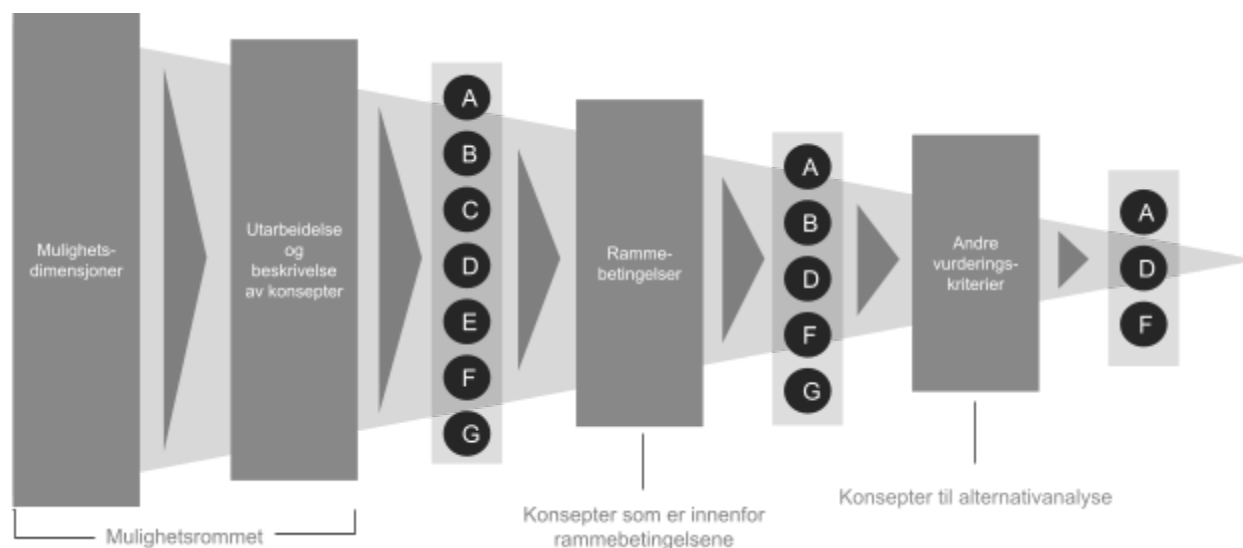 Mulighets-
dimensjoner
Utarbeidelse
og
beskrivelse
av konsepter
A
B
C
D
E
F
G
Ramme-
betingelser
A
B
D
F
G
Andre
vurderings-
kriterier
A
D
F
Mulighetsrommet
Konsepter som er innenfor
rammebetingelsene
Konsepter til alternativanalyse